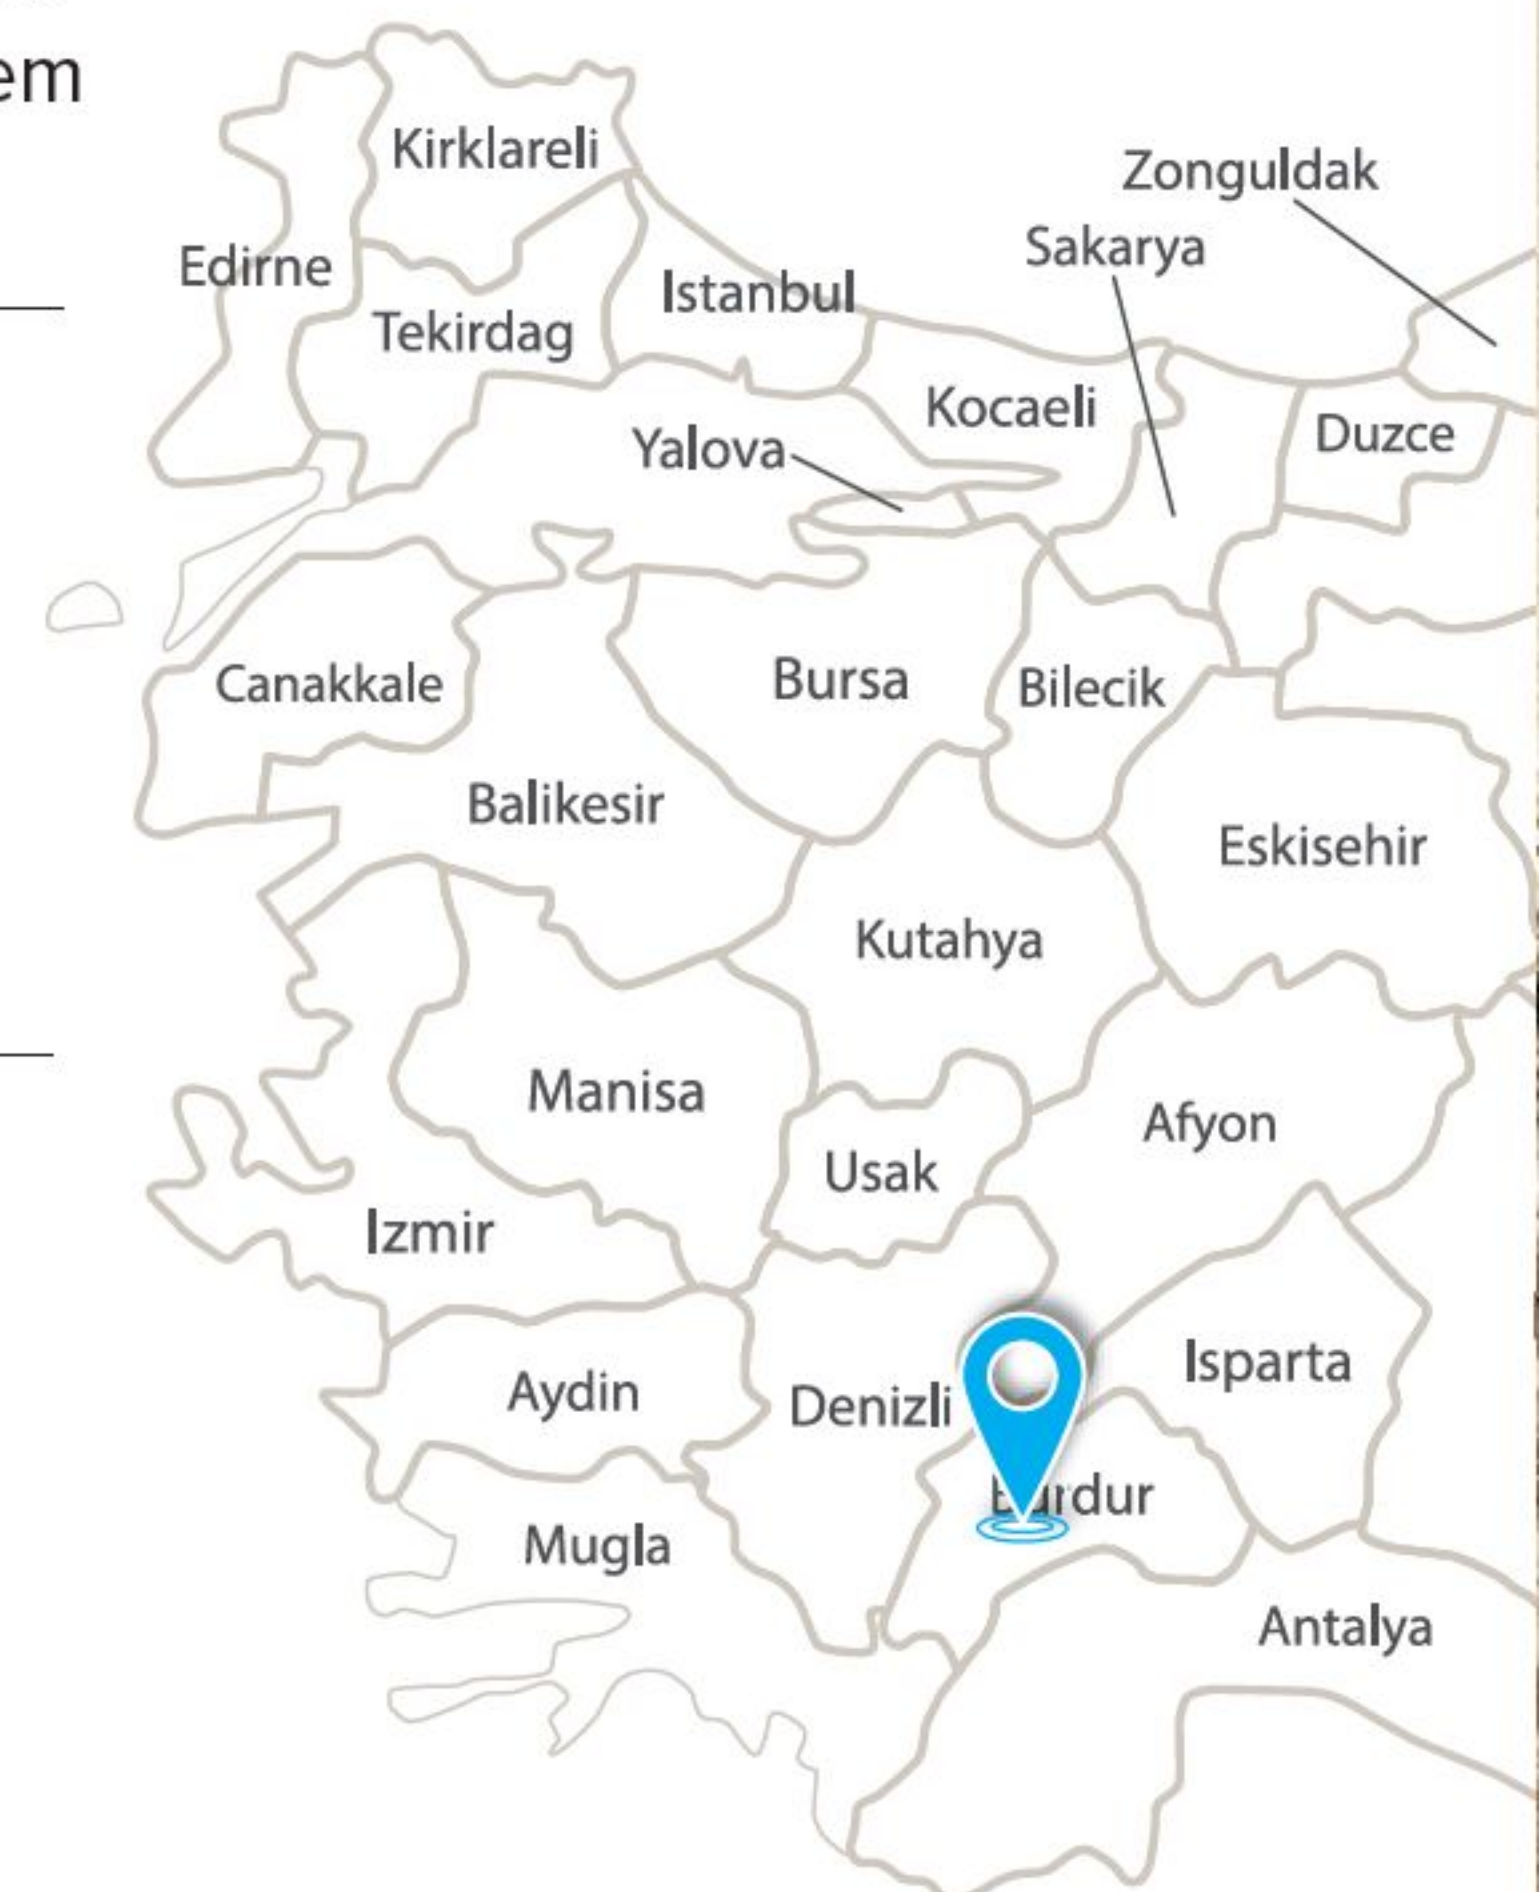 em
Kirklareli
Zonguldak
Sakarya
Edirne
Istanbul
Tekirdag
Kocaeli
Duzce
Yalova
Canakkale
Bursa
Bilecik
Balikesir
Eskisehir
Kutahya
Manisa
Afyon
Usak
Izmir
Isparta
Aydin
Denizli
Burdur
Mugla
Antalya